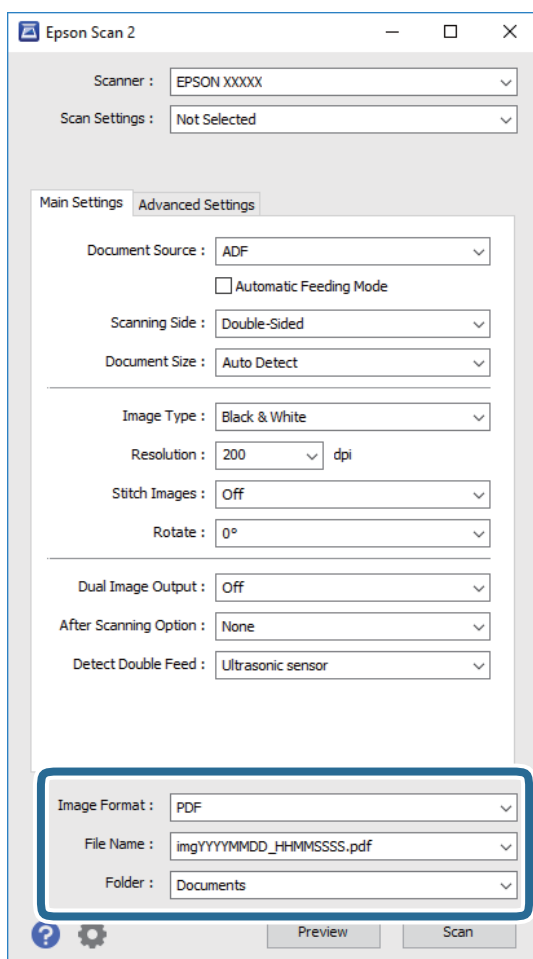 Epson Scan 2
Scanner : EPSON XXXXX
Scan Settings : Not Selected
Main Settings Advanced Settings
Document Source : ADF
Automatic Feeding Mode
Scanning Side : Double-Sided
Document Size : Auto Detect
Image Type : Black & White
Resolution : 200 dpi
Stitch Images : Off
Rotate : 0°
Dual Image Output : Off
After Scanning Option : None
Detect Double Feed : Ultrasonic sensor
Image Format : PDF
File Name : imgYYYYMMDD_HHMMSSSS.pdf
Folder : Documents
? Preview Scan